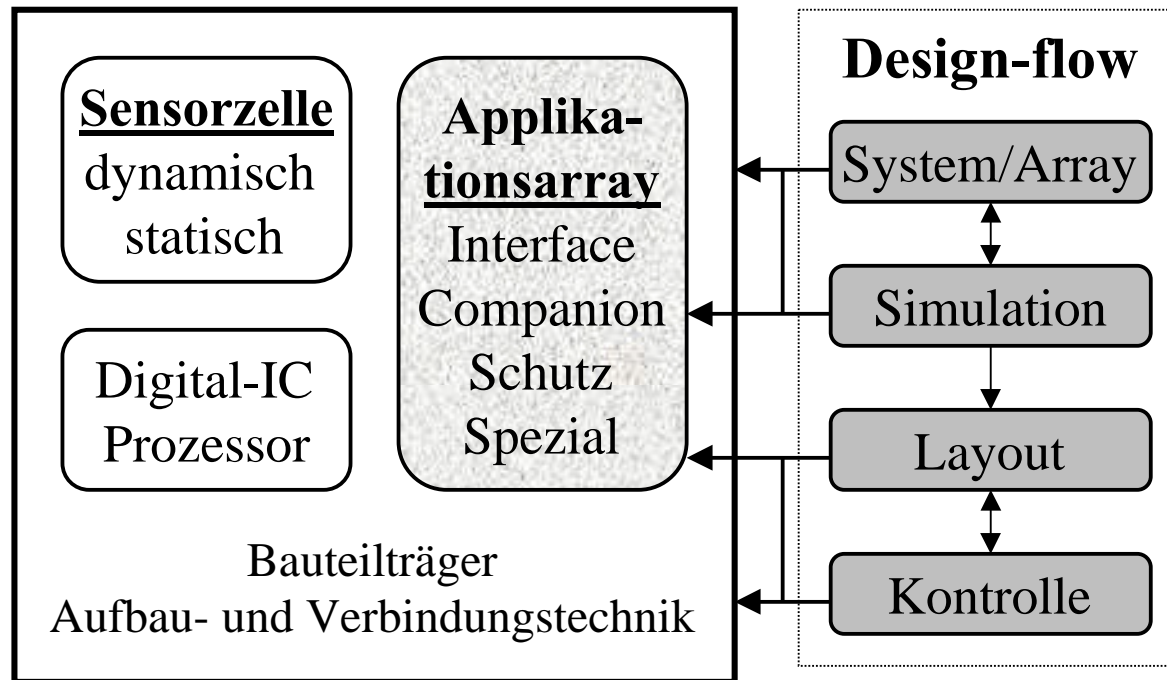 Sensorzelle
dynamisch
statisch
Digital-IC
Prozessor
Applika-
tionsarray
Interface
Companion
Schutz
Spezial
Bauteilträger
Aufbau- und Verbindungstechnik
Design-flow
System/Array
Simulation
Layout
Kontrolle